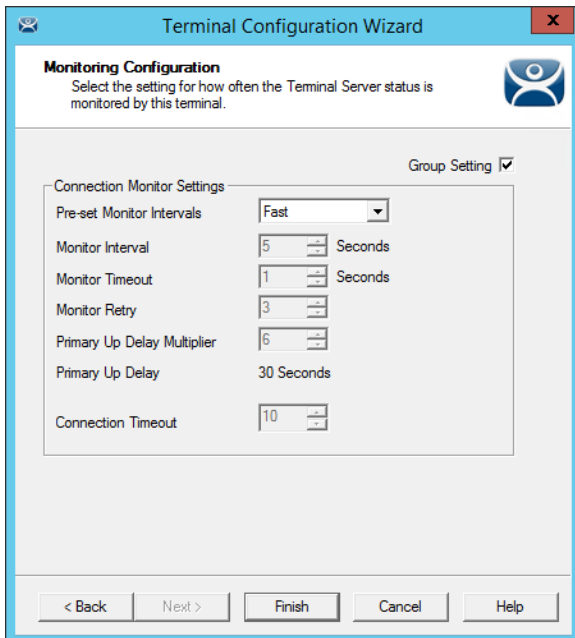 Terminal Configuration Wizard
x
Monitoring Configuration
Select the setting for how often the Terminal Server status is
monitored by this terminal.
Group Setting
Connection Monitor Settings
Pre-set Monitor Intervals Fast
Monitor Interval 5 Seconds
Monitor Timeout 1 Seconds
Monitor Retry 3
Primary Up Delay Multiplier 6
Primary Up Delay 30 Seconds
Connection Timeout 10
< Back Next > Finish Cancel Help